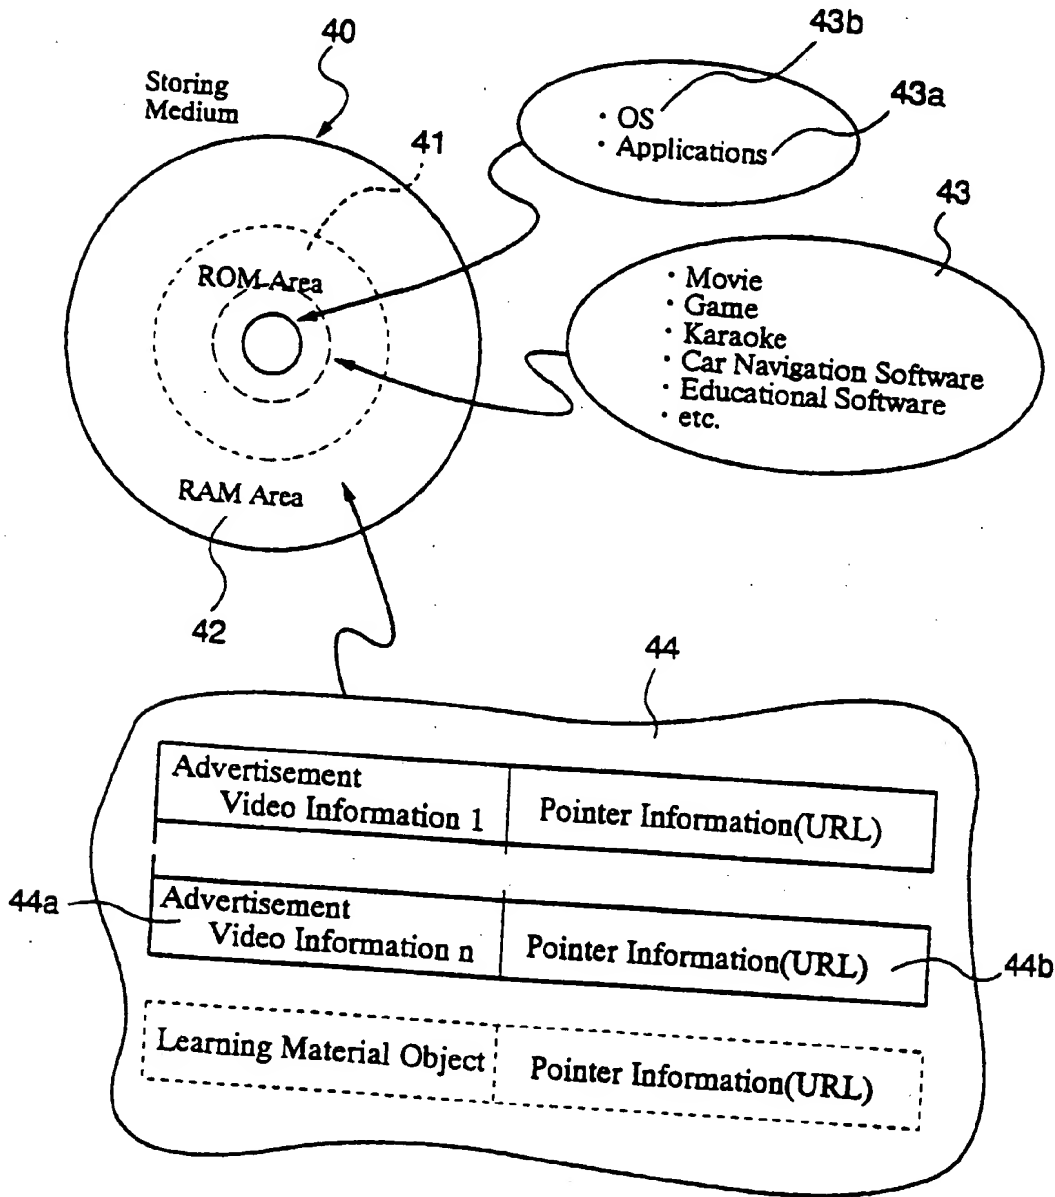 43b
40
Storing
Medium
· OS
43a
· Applications
41
43
ROM Area
· Movie
· Game
· Karaoke
· Car Navigation Software
· Educational Software
· etc.
RAM Area
42
44
Advertisement
Video Information 1
Pointer Information(URL)
44a
Advertisement
Video Information n
Pointer Information(URL)
44b
Learning Material Object
Pointer Information(URL)